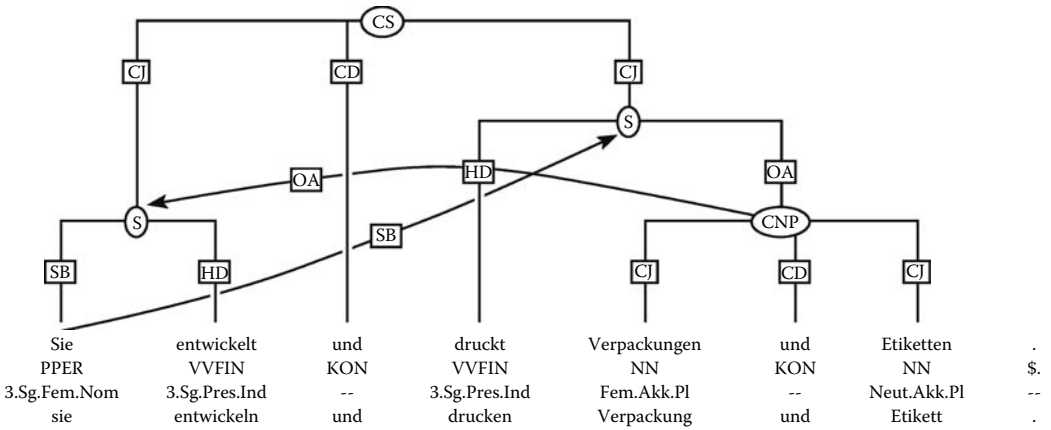 CS
CJ CD CJ
S
OA HD OA
S SB CNP
SB HD CJ CD CJ
Sie entwickelt und druckt Verpackungen und Etiketten .
PPER VVFIN KON VVFIN NN KON NN $.
3.Sg.Fem.Nom 3.Sg.Pres.Ind -- 3.Sg.Pres.Ind Fem.Akk.Pl -- Neut.Akk.Pl --
sie entwickeln und drucken Verpackung und Etikett .